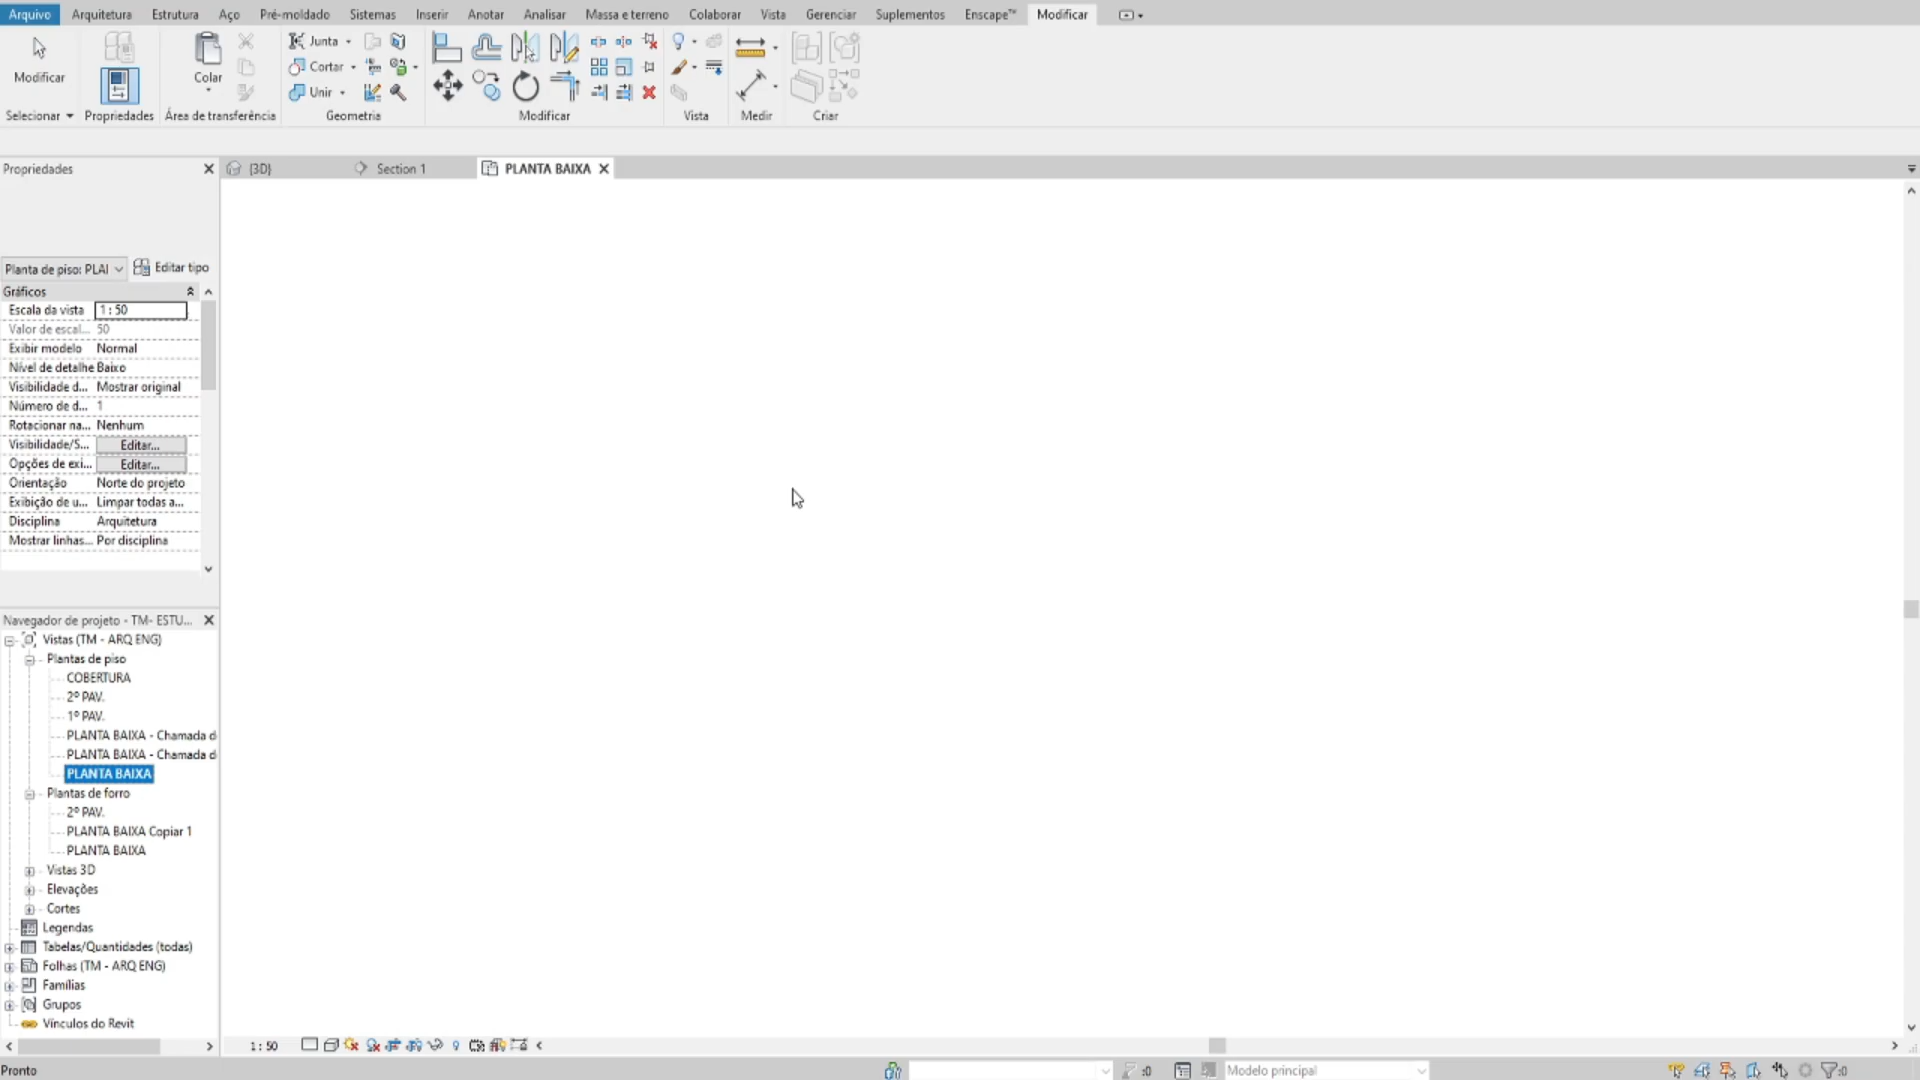 Arquivo Arquitetura Estrutura Aço Pré-moldado Sistemas Inserir Anotar Analisar Massa e terreno Colaborar Vista Gerenciar Suplementos Enscape™ Modificar
Modificar
Colar
Junta
Cortar
Unir
Selecionar Propriedades Área de transferência Geometria Modificar Vista Medir Criar
Propriedades
{3D} Section 1 PLANTA BAIXA
Planta de piso: PLAI Editar tipo
Gráficos
Escala da vista 1 : 50
Valor de escal... 50
Exibir modelo Normal
Nível de detalhe Baixo
Visibilidade d... Mostrar original
Número de d... 1
Rotacionar na... Nenhum
Visibilidade/S... Editar...
Opções de exi... Editar...
Orientação Norte do projeto
Exibição de u... Limpar todas a...
Disciplina Arquitetura
Mostrar linhas... Por disciplina
Navegador de projeto - TM- ESTU...
Vistas (TM - ARQ ENG)
Plantas de piso
COBERTURA
2º PAV.
1º PAV.
PLANTA BAIXA - Chamada d
PLANTA BAIXA - Chamada d
PLANTA BAIXA
Plantas de forro
2º PAV.
PLANTA BAIXA Copiar 1
PLANTA BAIXA
Vistas 3D
Elevações
Cortes
Legendas
Tabelas/Quantidades (todas)
Folhas (TM - ARQ ENG)
Famílias
Grupos
Vínculos do Revit
1 : 50
Pronto :0 Modelo principal :0